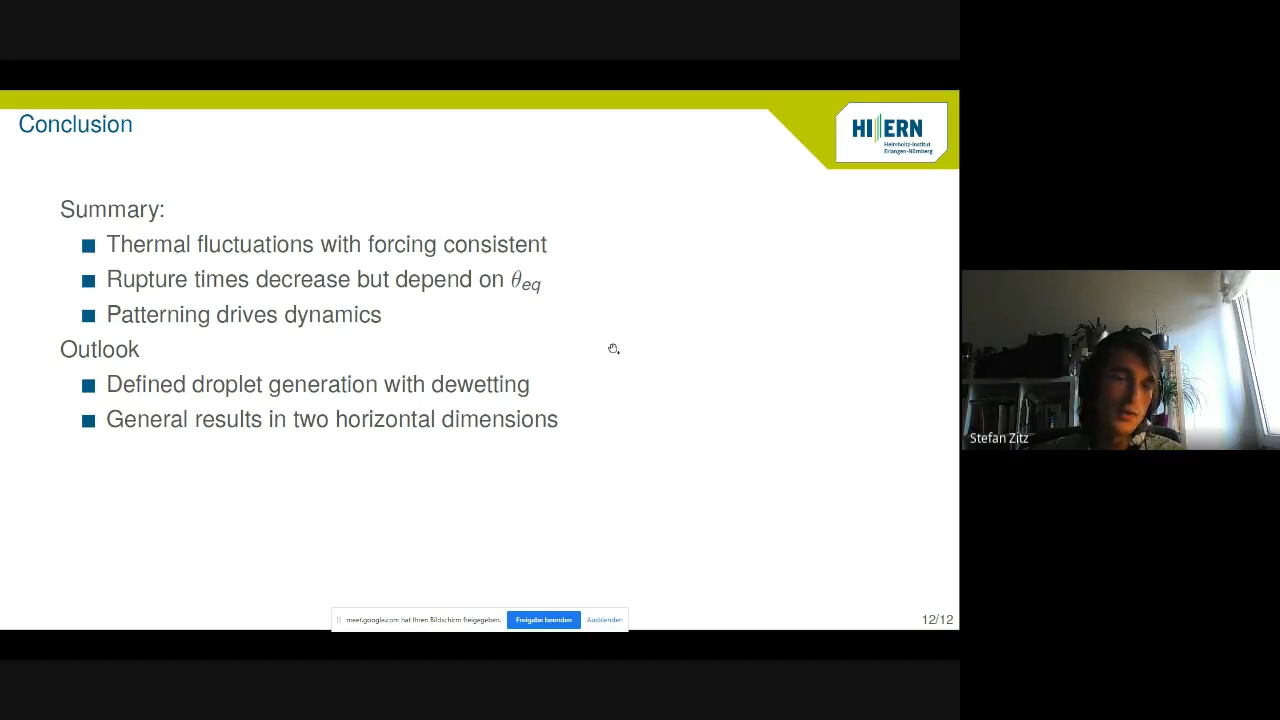 Conclusion
HI ERN
Helmholtz-Institut
Erlangen-Nürnberg
Summary:
Thermal fluctuations with forcing consistent
Rupture times decrease but depend on θeq
Patterning drives dynamics
Outlook
Defined droplet generation with dewetting
General results in two horizontal dimensions
Stefan Zitz
meet.google.com hat Ihren Bildschirm freigegeben. Freigabe beenden Ausblenden
12/12